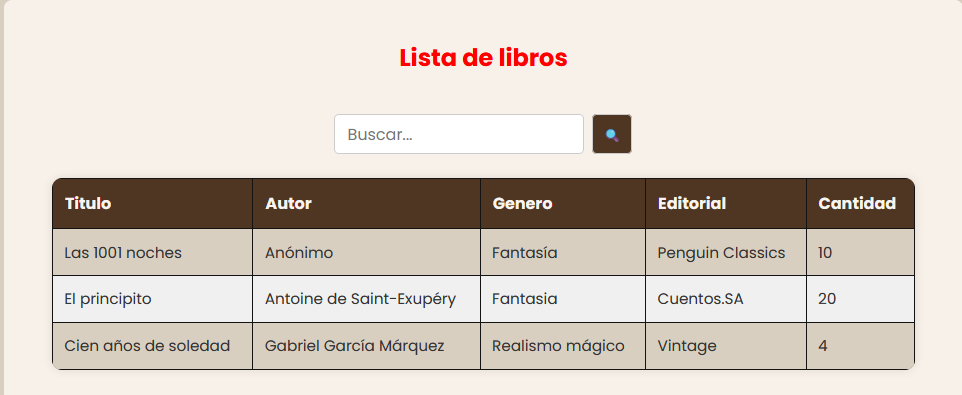 Lista de libros
Buscar...
Titulo Autor Genero Editorial Cantidad
Las 1001 noches Anónimo Fantasía Penguin Classics 10
El principito Antoine de Saint-Exupéry Fantasia Cuentos.SA 20
Cien años de soledad Gabriel García Márquez Realismo mágico Vintage 4